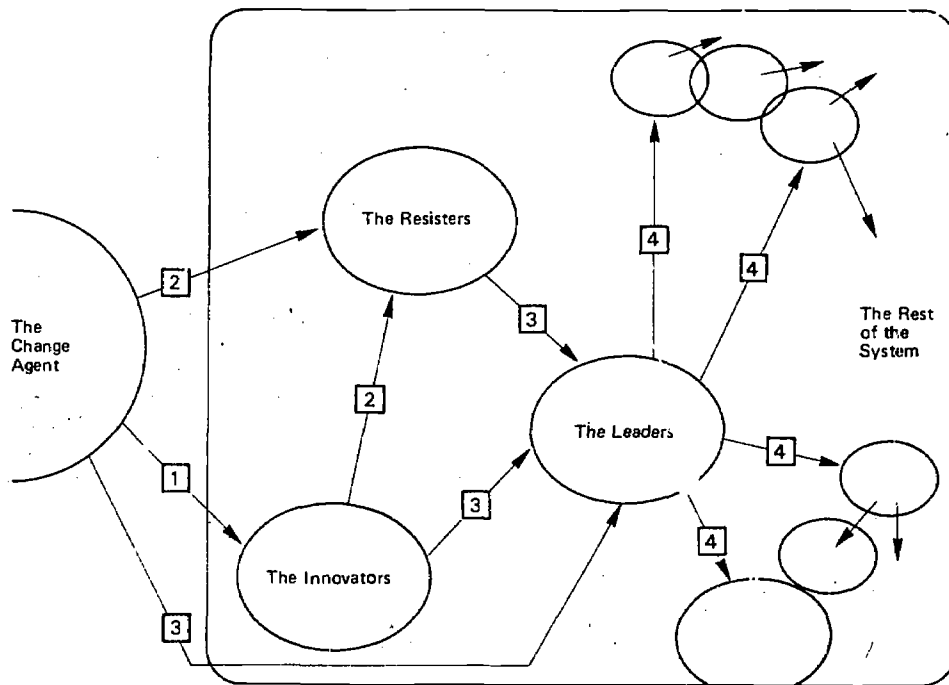 The Resisters
4
2
4
The
Change
Agent
3
The Rest
of the
System
2
The Leaders
4
1
3
4
The Innovators
3